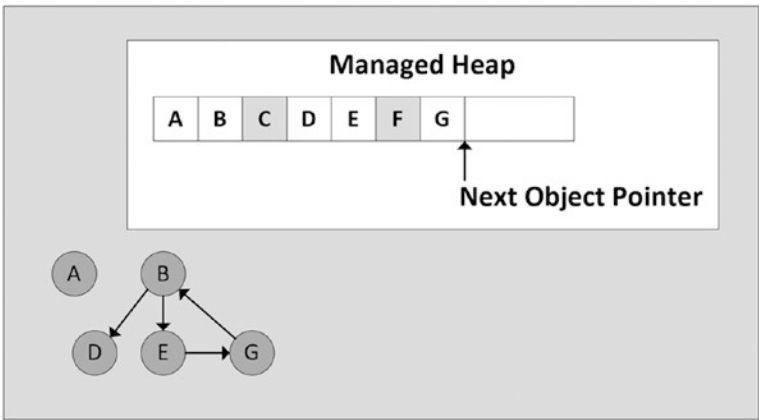 Managed Heap
A B C D E F G
Next Object Pointer
A B
D E G